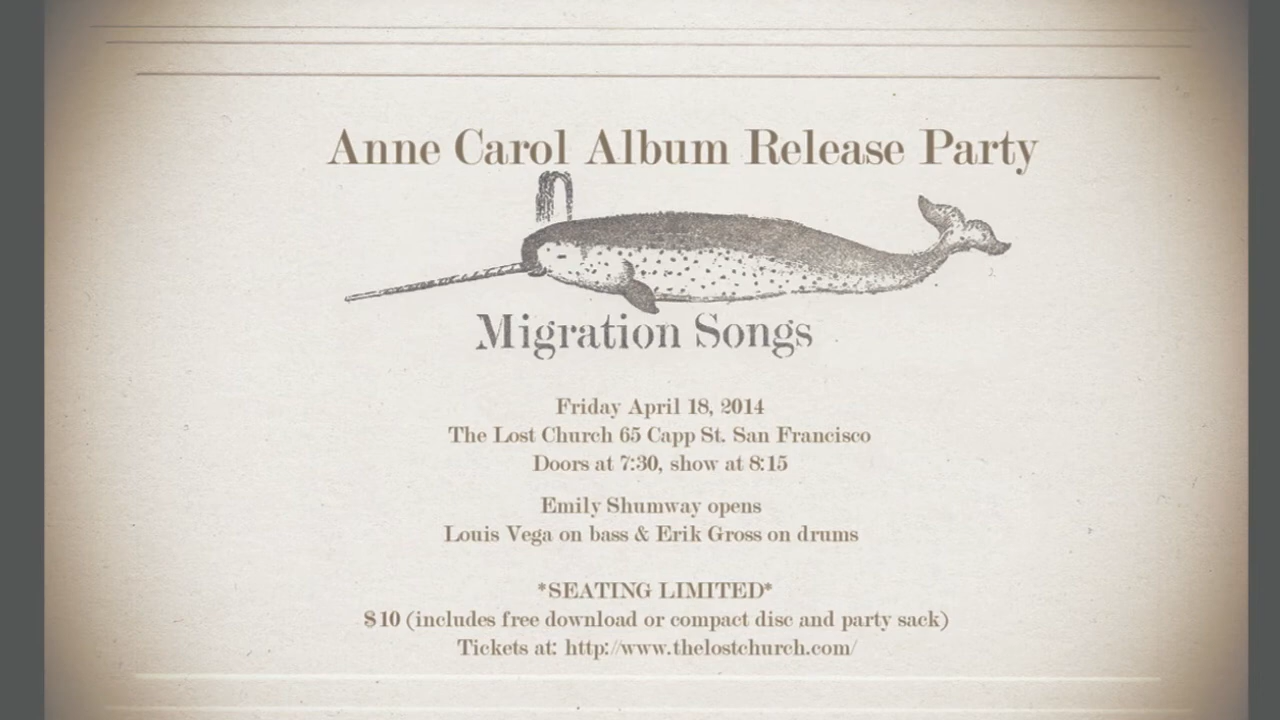 Anne Carol Album Release Party
Migration Songs
Friday April 18, 2014
The Lost Church 65 Capp St. San Francisco
Doors at 7:30, show at 8:15
Emily Shumway opens
Louis Vega on bass & Erik Gross on drums
*SEATING LIMITED*
$10 (includes free download or compact disc and party sack)
Tickets at: http://www.thelostchurch.com/